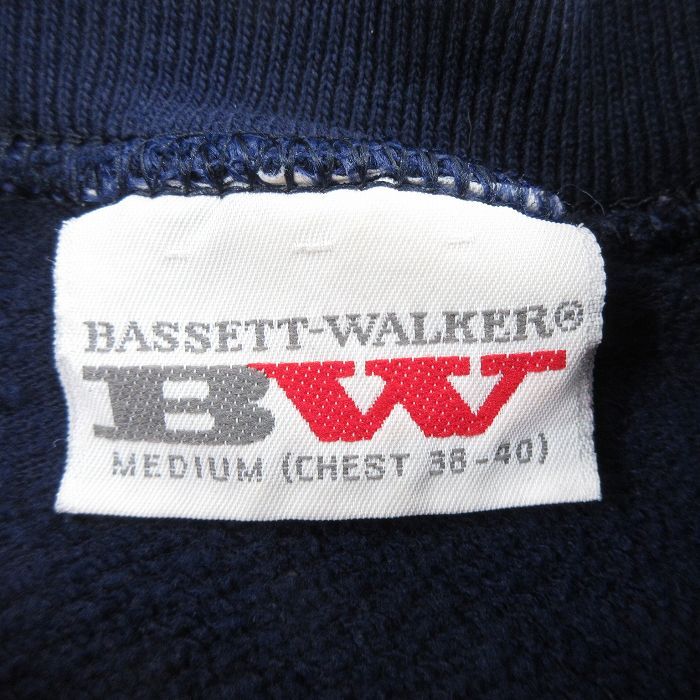 BASSETT-WALKER®
BW
MEDIUM (CHEST 38-40)